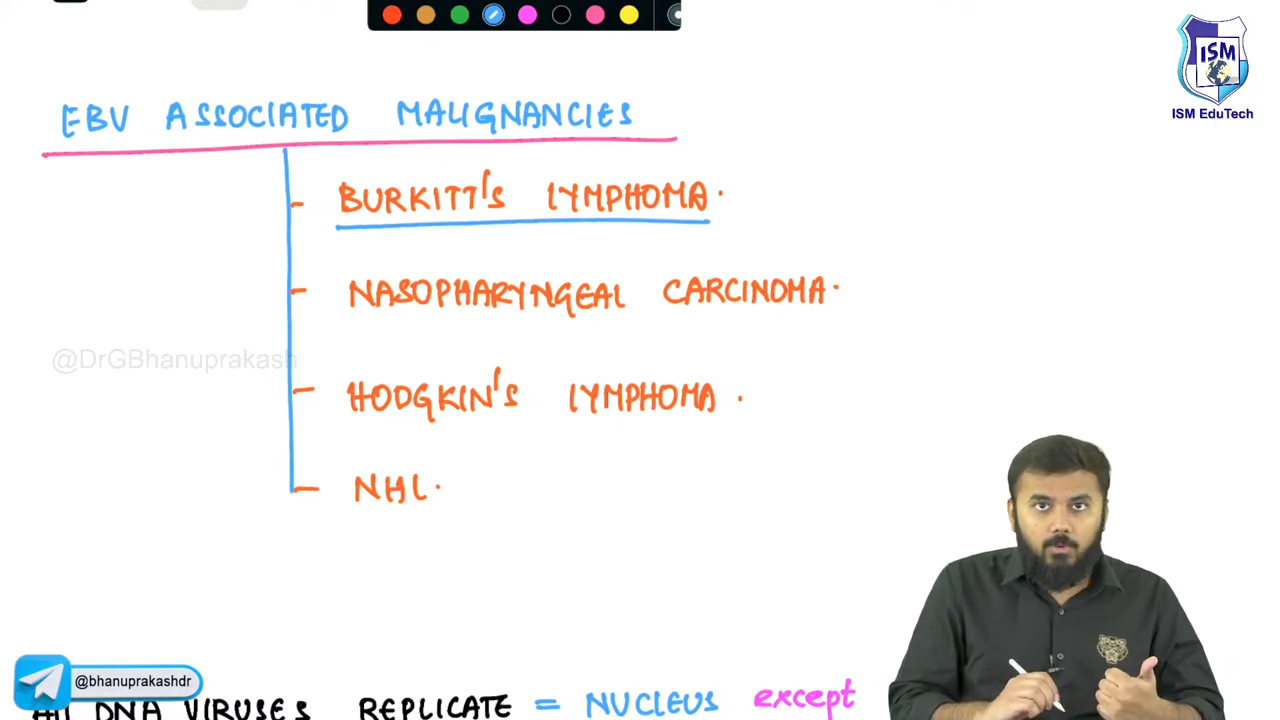 ISM
ISM EduTech
EBV ASSOCIATED MALIGNANCIES
BURKITT's LYMPHOMA.
NASOPHARYNGEAL CARCINOMA.
@DrGBhanuprakash
HODGKIN's LYMPHOMA.
NHL.
@bhanuprakashdr
All DNA VIRUSES REPLICATE = NUCLEUS except